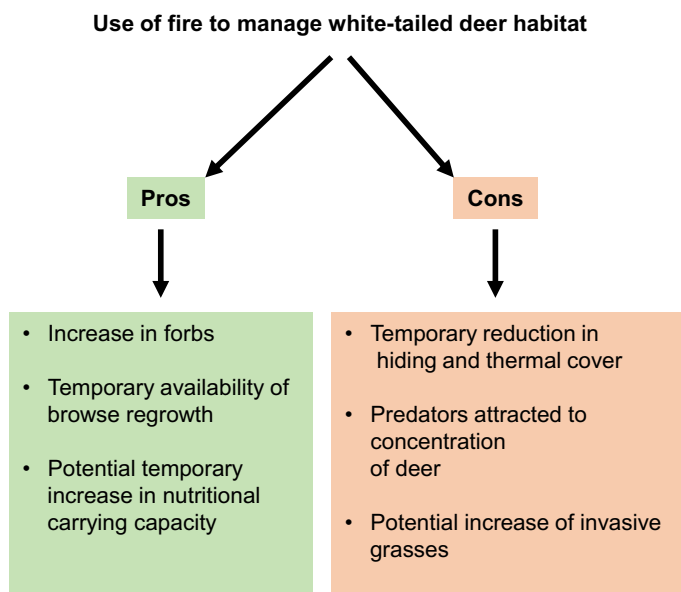 Use of fire to manage white-tailed deer habitat
Pros
Cons
• Increase in forbs
• Temporary availability of
browse regrowth
• Potential temporary
increase in nutritional
carrying capacity
• Temporary reduction in
hiding and thermal cover
• Predators attracted to
concentration
of deer
• Potential increase of invasive
grasses